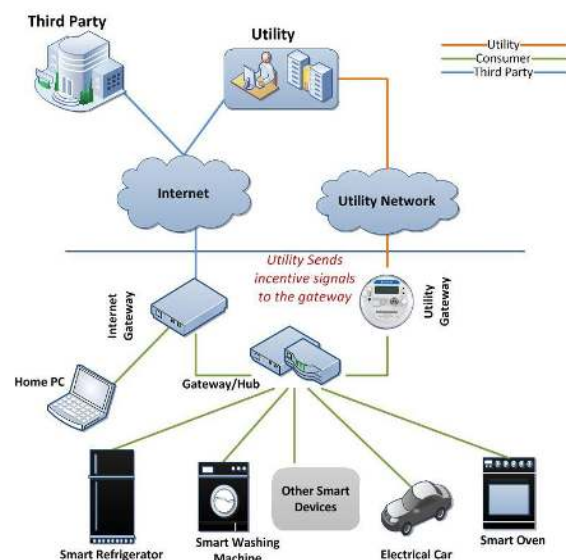 Third Party
Utility
Utility
Consumer
Third Party
Internet
Utility Network
Utility Sends
incentive signals
to the gateway
Internet
Gateway
Utility
Gateway
Home PC
Gateway/Hub
Other Smart
Devices
Smart Refrigerator
Smart Washing
Machine
Electrical Car
Smart Oven